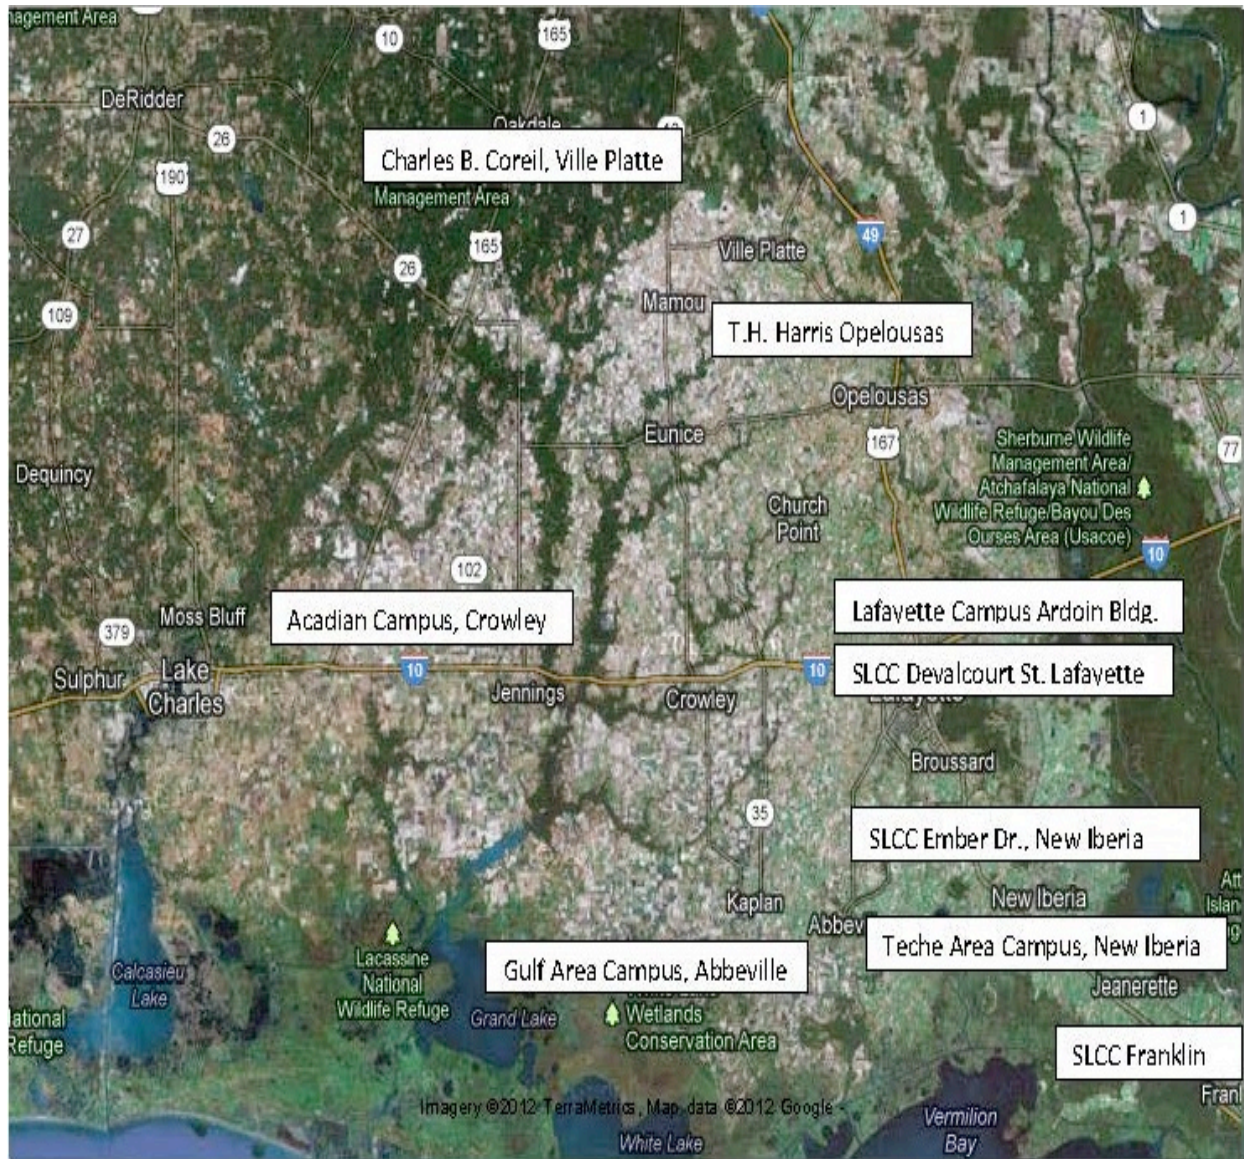 nagement Area
10
165
DeRidder
26
Oakdale
1
Charles B. Coreil, Ville Platte
190
Management Area
1
27
165
49
Ville Platte
26
109
Mamou
T.H. Harris Opelousas
Opelousas
Eunice
167
Sherburne Wildlife
Management Area/
Atchafalaya National
Wildlife Refuge/Bayou Des
Ourses Area (Usacoe)
77
Dequincy
Church
Point
10
102
Moss Bluff
Acadian Campus, Crowley
Lafayette Campus Ardoin Bldg.
379
Sulphur
Lake
Charles
10
Jennings
Crowley
10
SLCC Devalcourt St. Lafayette
Lafayette
Broussard
35
SLCC Ember Dr., New Iberia
Kaplan
New Iberia
Att
Islan
Abbev
Teche Area Campus, New Iberia
Lacassine
National
Wildlife Refuge
Gulf Area Campus, Abbeville
Calcasieu
Lake
Jeanerette
ational
Refuge
Grand Lake
Wetlands
Conservation Area
SLCC Franklin
Franl
Imagery ©2012 TerraMetrics, Map data ©2012 Google -
Vermilion
Bay
White Lake